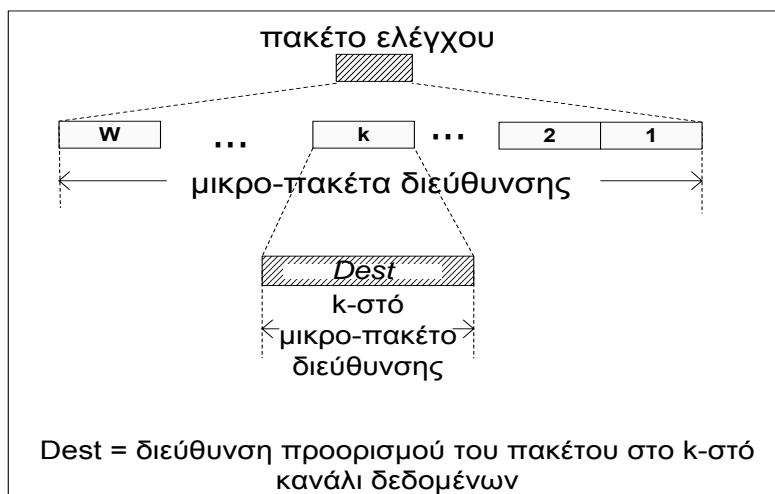 πακέτο ελέγχου
W ... k ... 2 1
μικρο-πακέτα διεύθυνσης
Dest
k-στό
μικρο-πακέτο
διεύθυνσης
Dest = διεύθυνση προορισμού του πακέτου στο k-στό
κανάλι δεδομένων